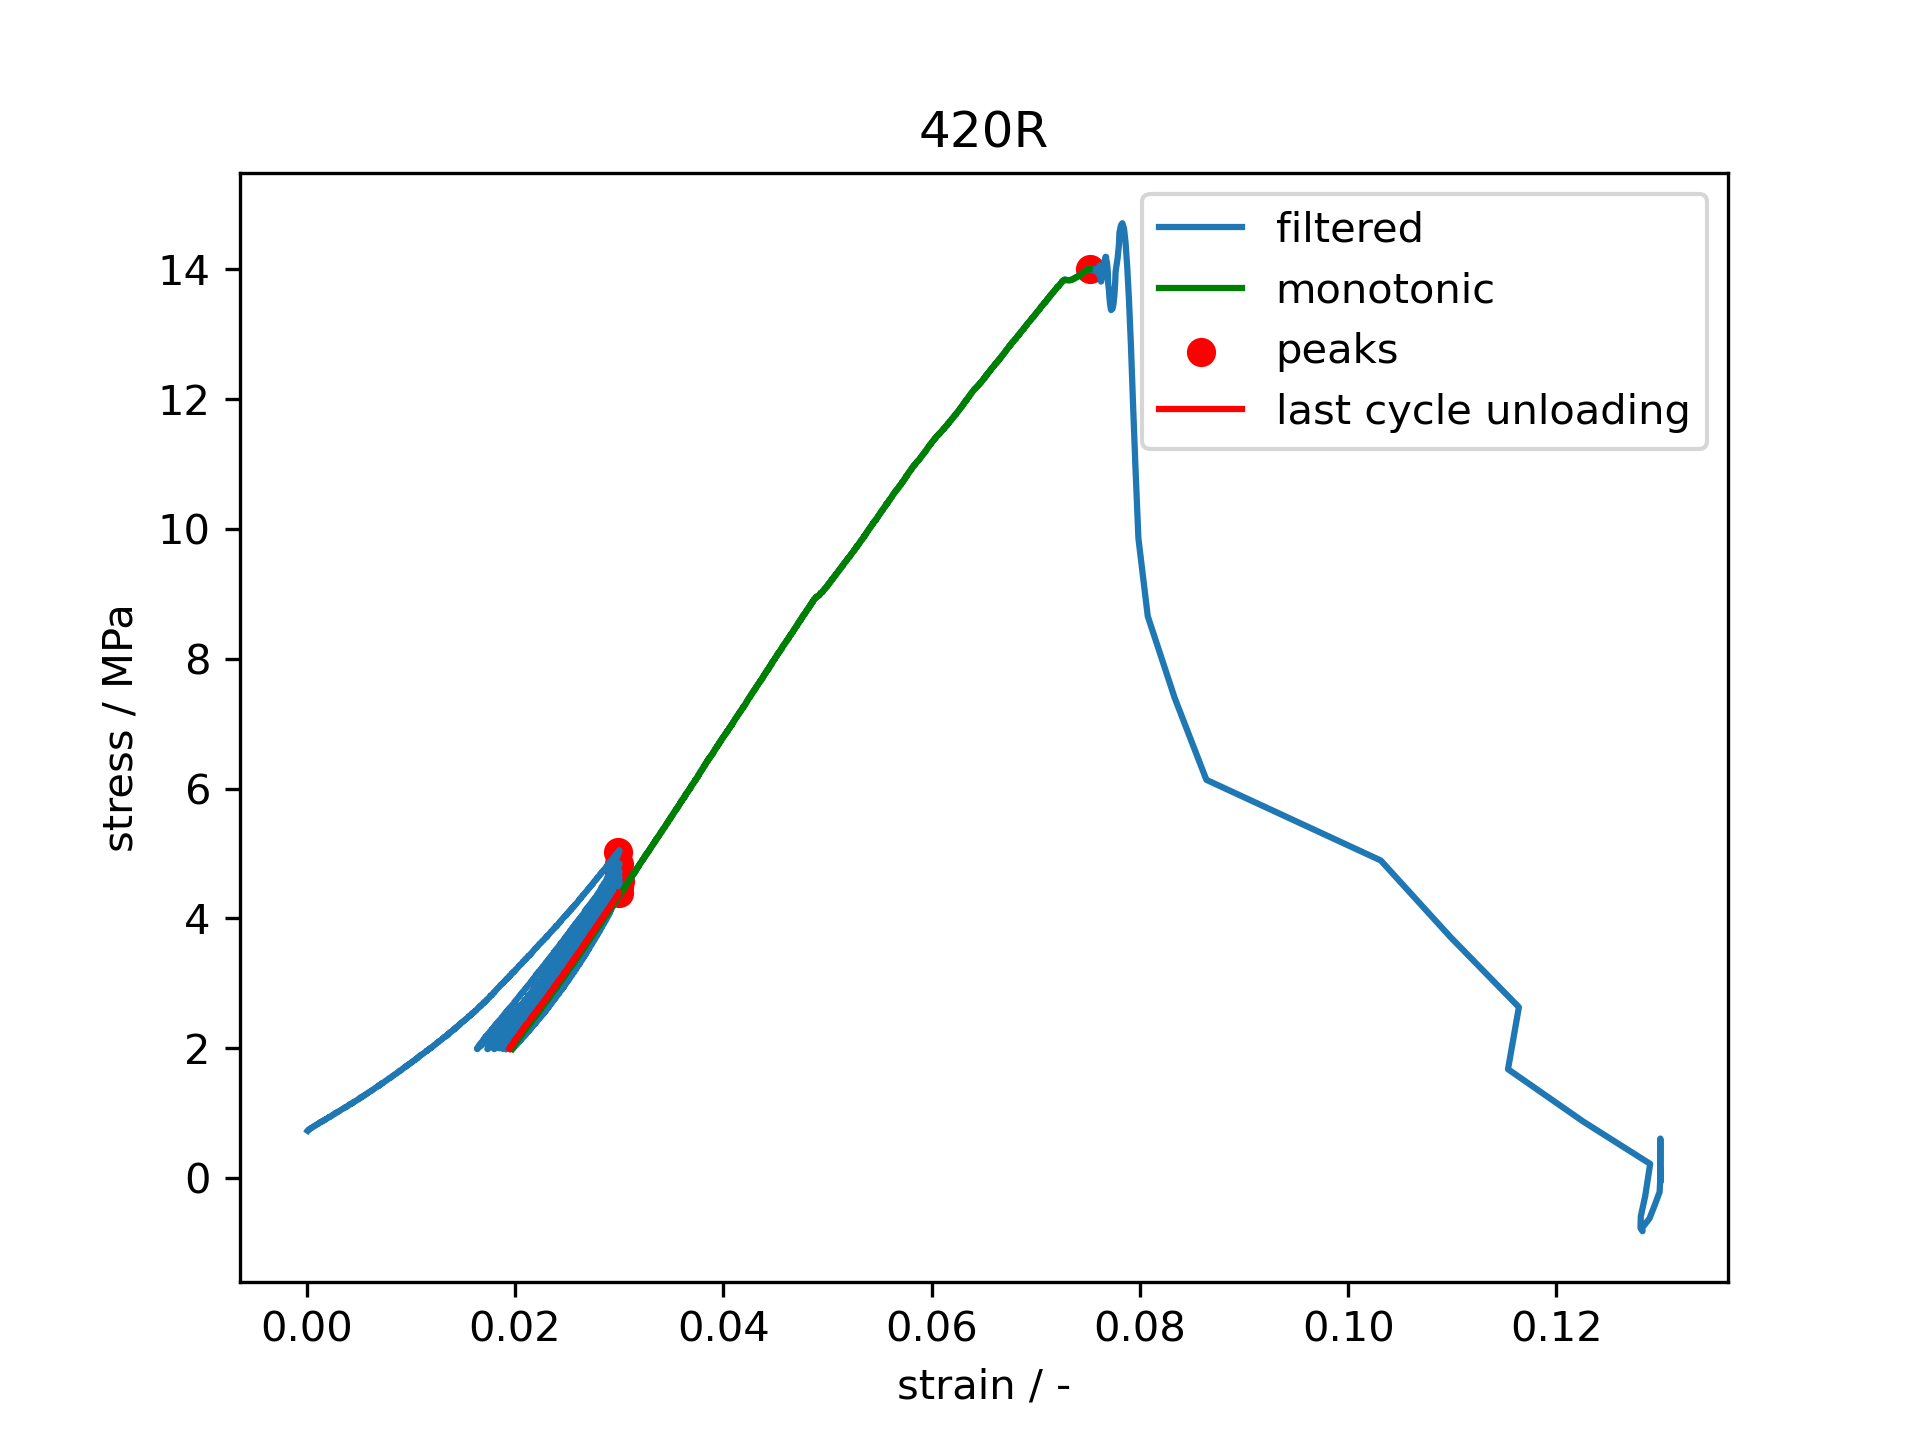 420R
filtered
monotonic
peaks
last cycle unloading
14
12
10
8
6
4
2
0
stress / MPa
0.00 0.02 0.04 0.06 0.08 0.10 0.12
strain / -